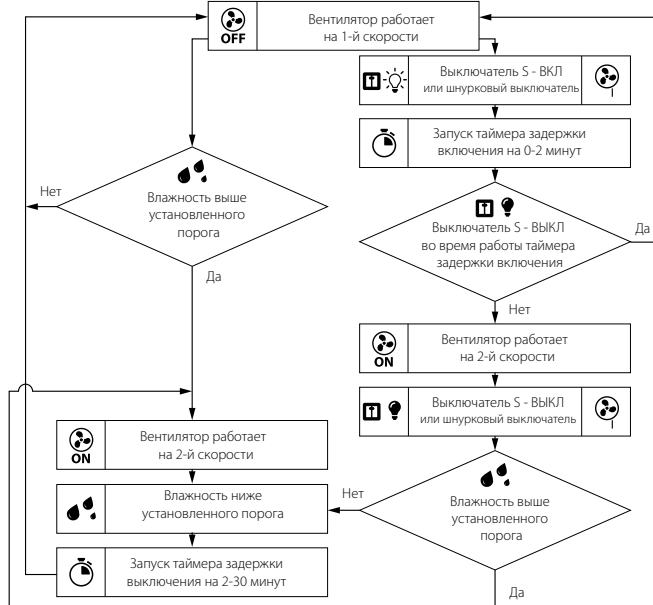 OFF
Вентилятор работает
на 1-й скорости
Выключатель S - ВКЛ
или шнурковый выключатель
Запуск таймера задержки
включения на 0-2 минут
Нет
Влажность выше
установленного
порога
Да
Выключатель S - ВЫКЛ
во время работы таймера
задержки включения
Да
Нет
ON
Вентилятор работает
на 2-й скорости
Выключатель S - ВЫКЛ
или шнурковый выключатель
ON
Вентилятор работает
на 2-й скорости
Влажность ниже
установленного порога
Нет
Влажность выше
установленного
порога
Да
Запуск таймера задержки
выключения на 2-30 минут